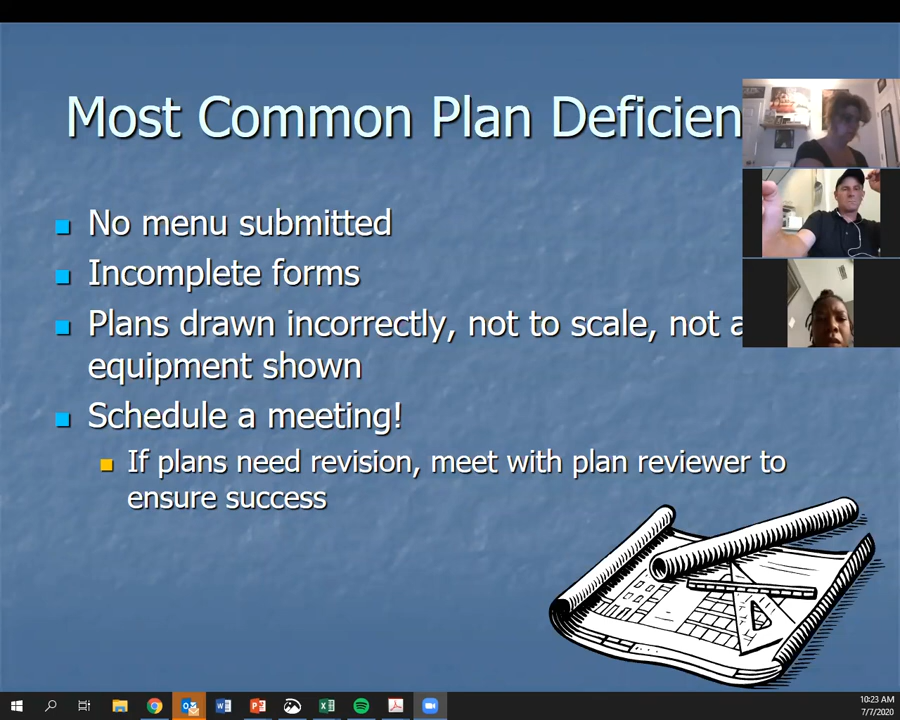 Most Common Plan Deficien
No menu submitted
Incomplete forms
Plans drawn incorrectly, not to scale, not a
equipment shown
Schedule a meeting!
If plans need revision, meet with plan reviewer to
ensure success
10:23 AM
7/7/2020